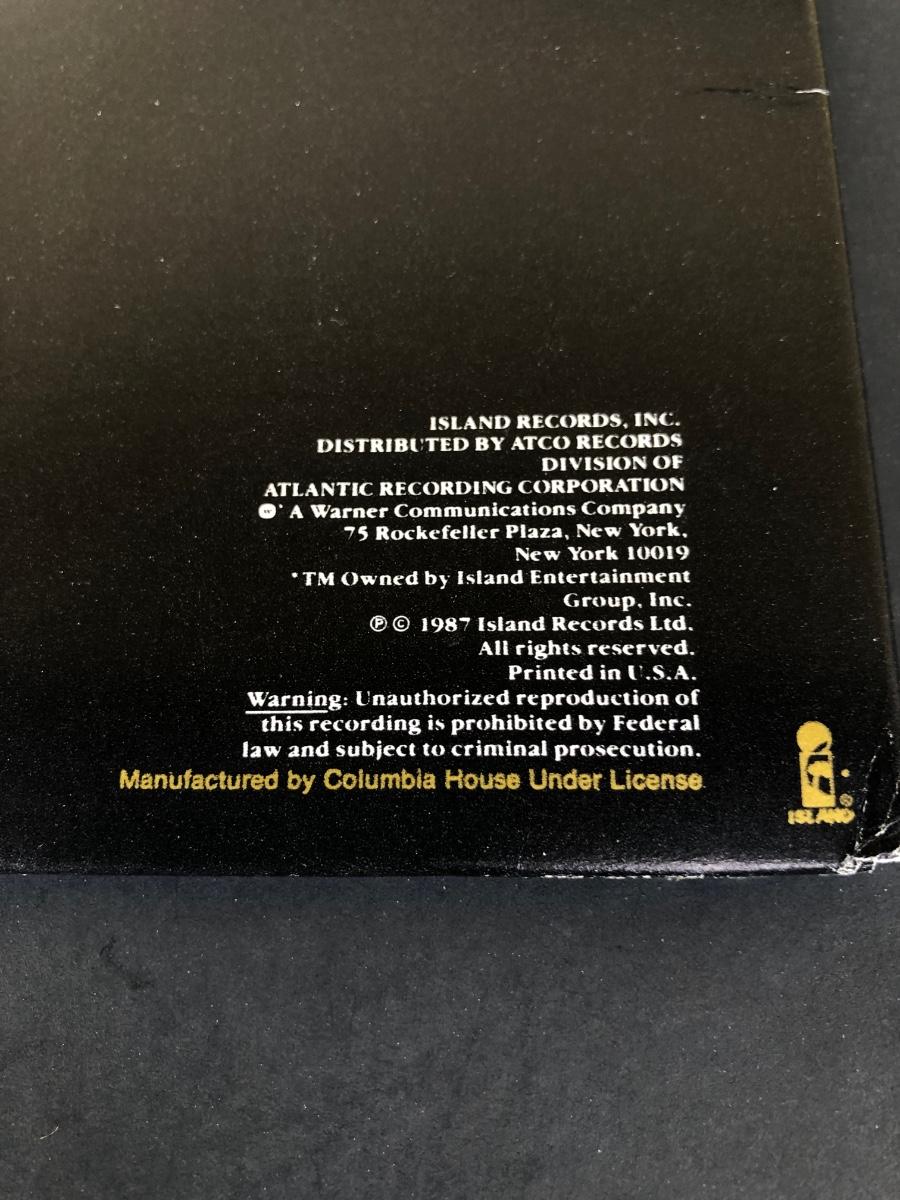 ISLAND RECORDS, INC.
DISTRIBUTED BY ATCO RECORDS
DIVISION OF
ATLANTIC RECORDING CORPORATION
W* A Warner Communications Company
75 Rockefeller Plaza, New York,
New York 10019
*TM Owned by Island Entertainment
Group, Inc.
℗ © 1987 Island Records Ltd.
All rights reserved.
Printed in U.S.A.
Warning: Unauthorized reproduction of
this recording is prohibited by Federal
law and subject to criminal prosecution.
Manufactured by Columbia House Under License
®
ISLAND